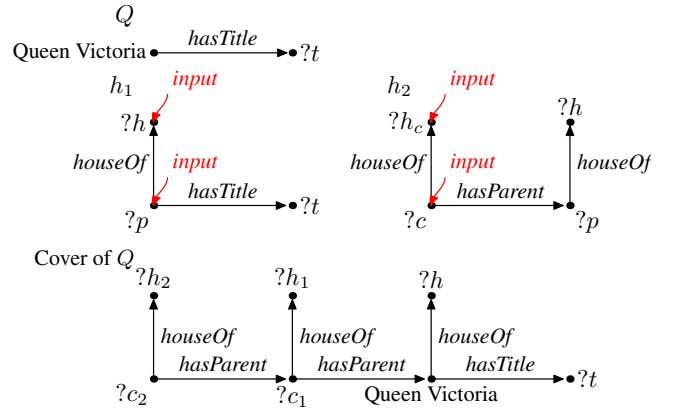 Q
hasTitle
Queen Victoria ?t
h₁ input h₂ input
?h ?h_c ?h
houseOf input houseOf input houseOf
hasTitle hasParent
?p ?t ?c ?p
Cover of Q
?h₂ ?h₁ ?h
houseOf houseOf houseOf
hasParent hasParent hasTitle
?c₂ ?c₁ Queen Victoria ?t